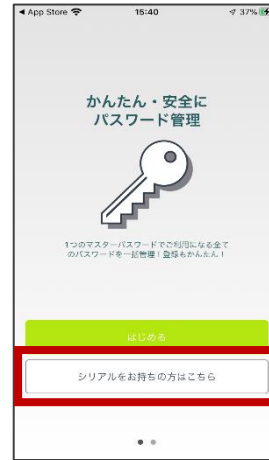 App Store 15:40 37%
かんたん・安全に
パスワード管理
1つのマスターパスワードでご利用になる全て
のパスワードを一括管理！登録もかんたん！
はじめる
シリアルをお持ちの方はこちら